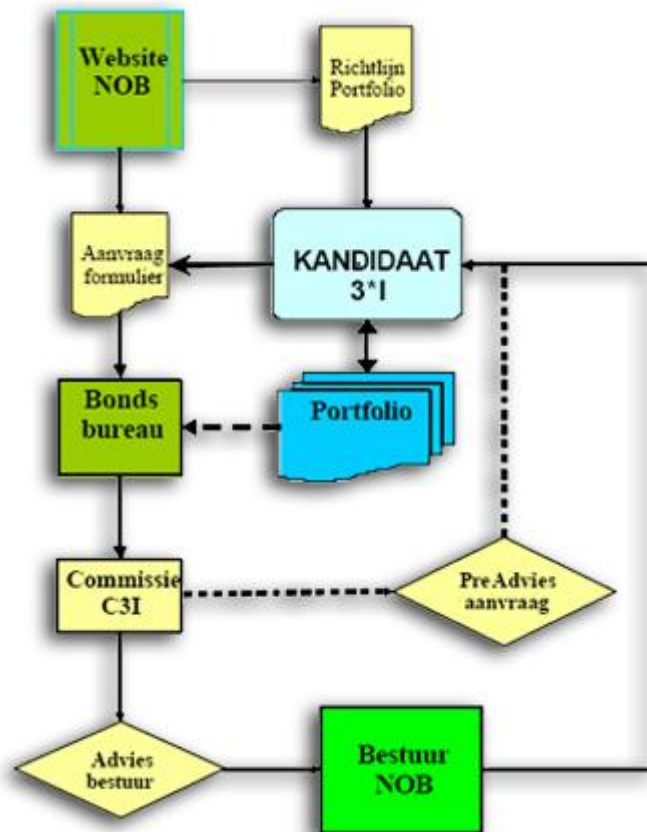 Website
NOB
Richtlijn
Portfolio
Aanvraag
formulier
KANDIDAAT
3*I
Bonds
bureau
Portfolio
Commissie
C3I
PreAdvies
aanvraag
Advies
bestuur
Bestuur
NOB